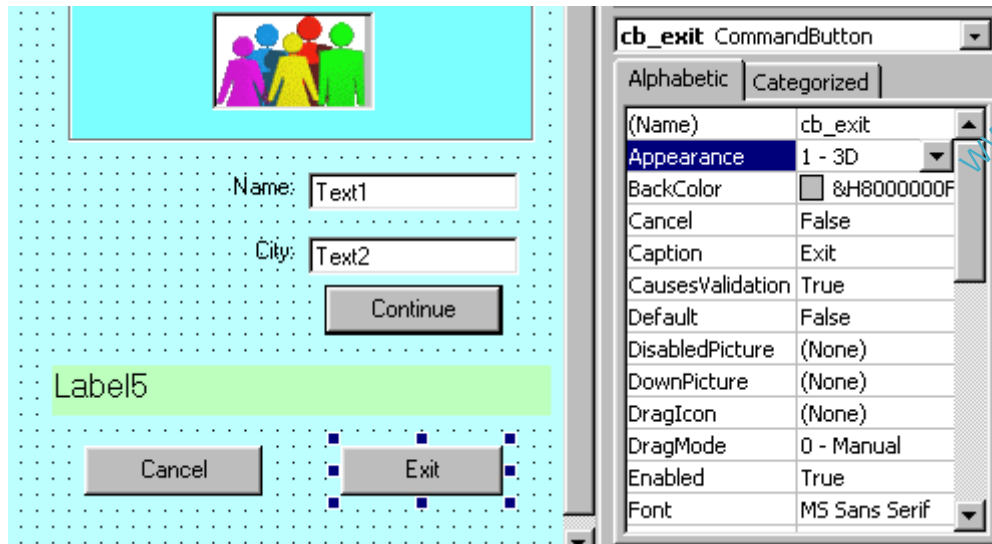 Name: Text1
City: Text2
Continue
Label5
Cancel Exit
cb_exit CommandButton
Alphabetic Categorized
(Name) cb_exit
Appearance 1 - 3D
BackColor &H8000000F
Cancel False
Caption Exit
CausesValidation True
Default False
DisabledPicture (None)
DownPicture (None)
DragIcon (None)
DragMode 0 - Manual
Enabled True
Font MS Sans Serif